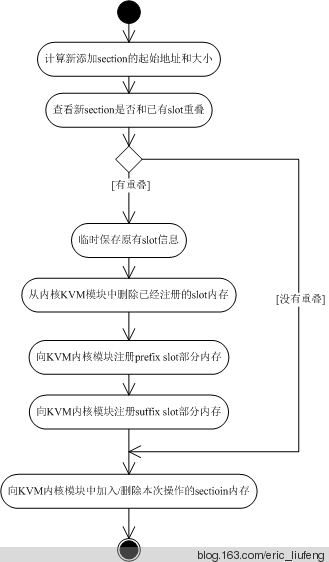 计算新添加section的起始地址和大小
查看新section是否和已有slot重叠
[有重叠]
临时保存原有slot信息
从内核KVM模块中删除已经注册的slot内存
[没有重叠]
向KVM内核模块注册prefix slot部分内存
向KVM内核模块注册suffix slot部分内存
向KVM内核模块中加入/删除本次操作的sectioin内存
blog.163.com/eric_liufeng